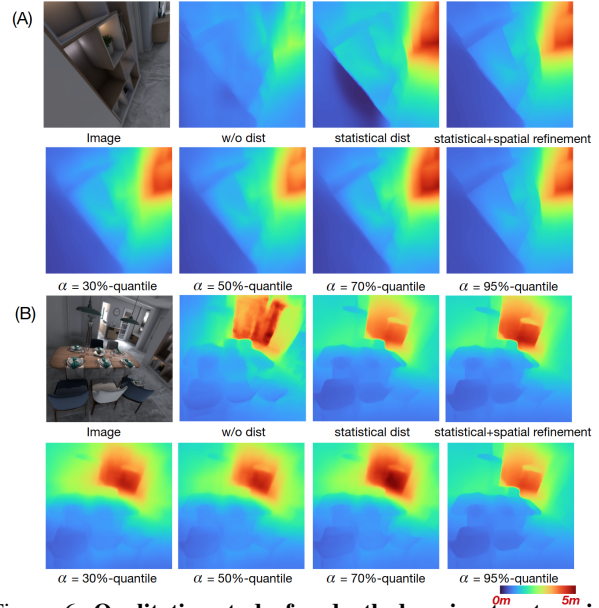 (A)
Image w/o dist statistical dist statistical+spatial refinement
α = 30%-quantile α = 50%-quantile α = 70%-quantile α = 95%-quantile
(B)
Image w/o dist statistical dist statistical+spatial refinement
α = 30%-quantile α = 50%-quantile α = 70%-quantile α = 95%-quantile
0m 5m